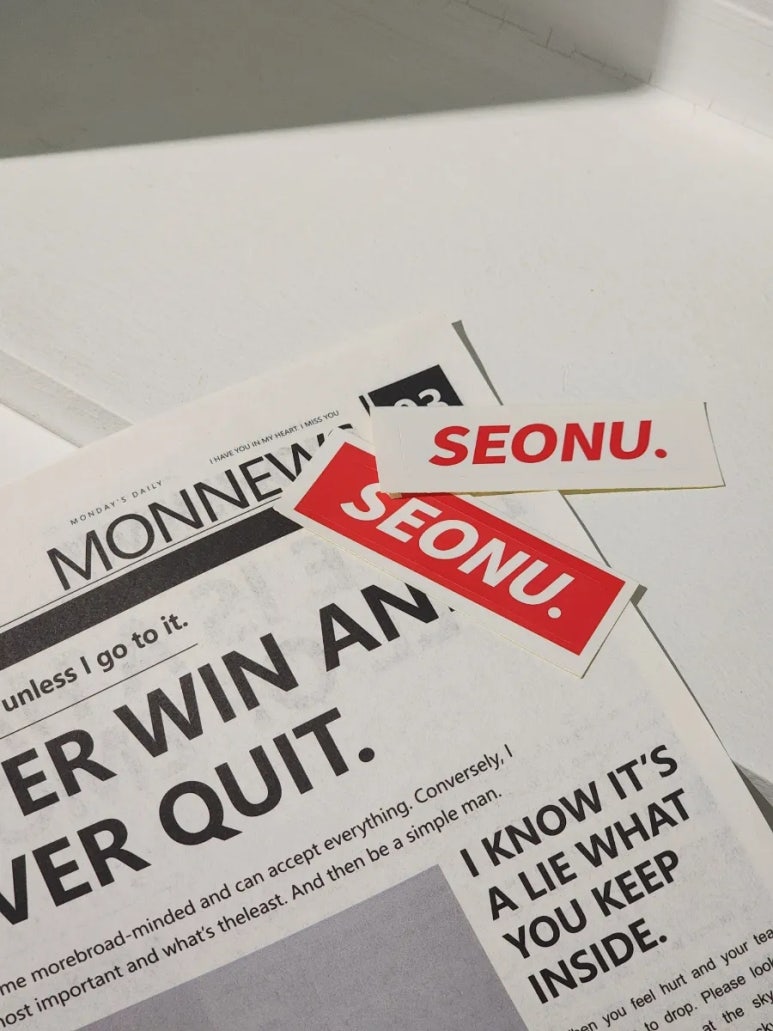 03
I HAVE YOU IN MY HEART. I MISS YOU
MONDAY'S DAILY
MONNEW
SEONU.
SEONU.
unless I go to it.
ER WIN AN
VER QUIT.
me morebroad-minded and can accept everything. Conversely, I
most important and what's theleast. And then be a simple man.
I KNOW IT'S
A LIE WHAT
YOU KEEP
INSIDE.
when you feel hurt and your tea
to drop. Please look
at the sky